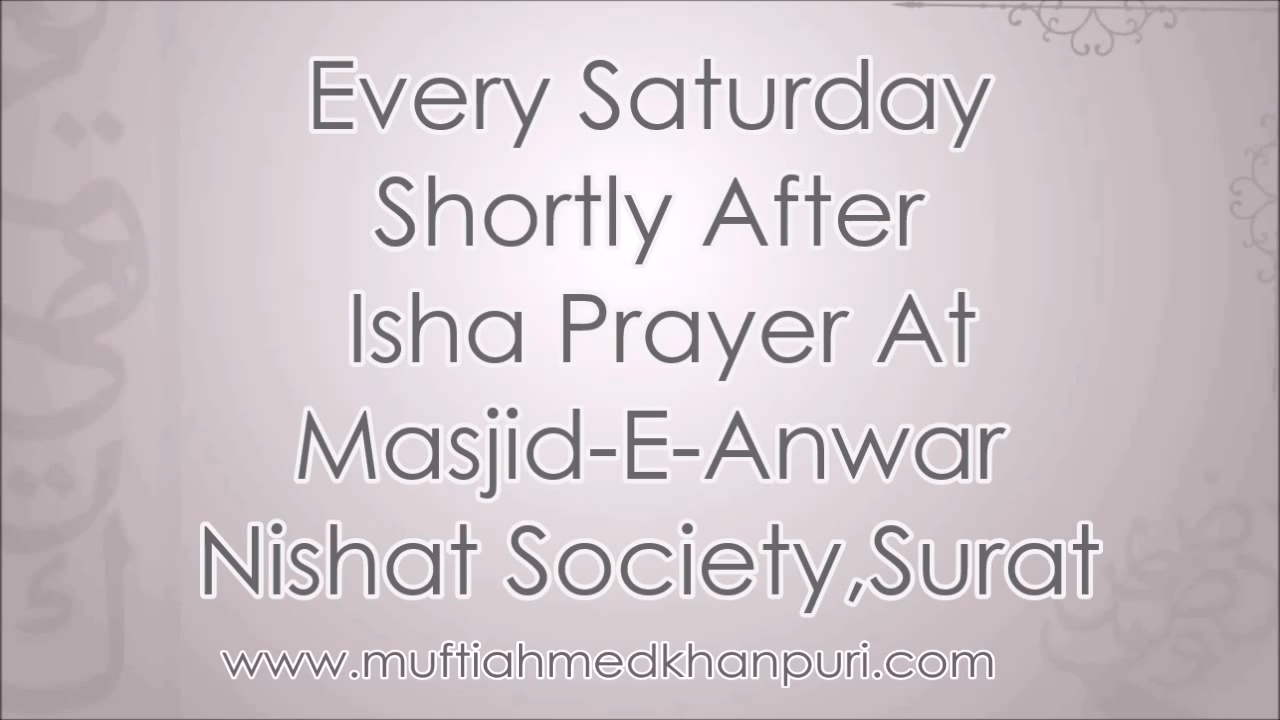 Every Saturday
Shortly After
Isha Prayer At
Masjid-E-Anwar
Nishat Society,Surat
www.muftiahmedkhanpuri.com